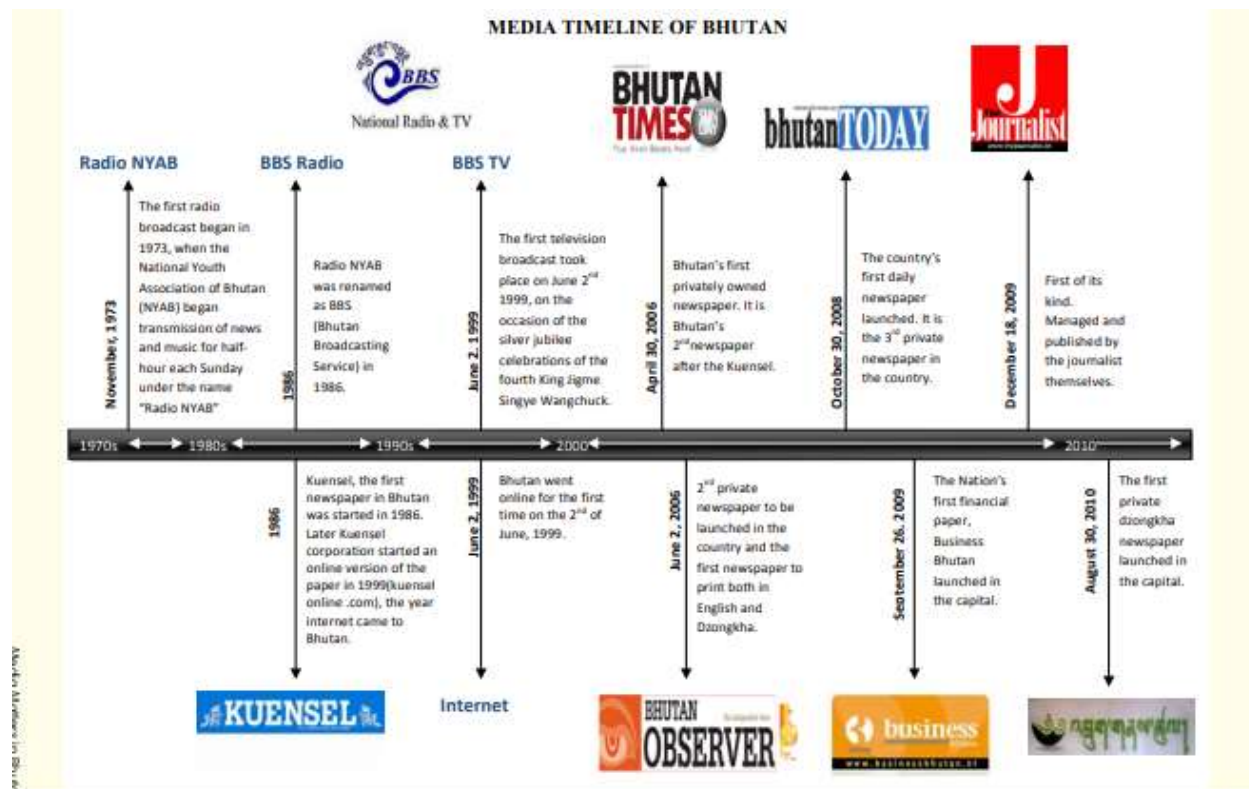 MEDIA TIMELINE OF BHUTAN
BBS
National Radio & TV
BHUTAN
TIMES
bhutanTODAY
J
Journalist
Radio NYAB
BBS Radio
BBS TV
November, 1973
The first radio
broadcast began in
1973, when the
National Youth
Association of Bhutan
(NYAB) began
transmission of news
and music for half-
hour each Sunday
under the name
"Radio NYAB"
1986
Radio NYAB
was renamed
as BBS
(Bhutan
Broadcasting
Service) in
1986.
June 2. 1999
The first television
broadcast took
place on June 2nd
1999, on the
occasion of the
silver jubilee
celebrations of the
fourth King Jigme
Singye Wangchuck.
April 30, 2006
Bhutan's first
privately owned
newspaper. It is
Bhutan's
2nd newspaper
after the Kuensel.
October 30, 2008
The country's
first daily
newspaper
launched. It is
the 3rd private
newspaper in
the country.
December 18, 2009
First of its
kind.
Managed and
published by
the journalist
themselves.
1970s 1980s 1990s 2000 2010
1986
Kuensel, the first
newspaper in Bhutan
was started in 1986.
Later Kuensel
corporation started an
online version of the
paper in 1999(kuensel
online .com), the year
internet came to
Bhutan.
June 2, 1999
Bhutan went
online for the first
time on the 2nd of
June, 1999.
June 2, 2006
2nd private
newspaper to be
launched in the
country and the
first newspaper to
print both in
English and
Dzongkha.
September 26. 2009
The Nation's
first financial
paper,
Business
Bhutan
launched in
the capital.
August 30, 2010
The first
private
dzongkha
newspaper
launched in
the capital.
KUENSEL
Internet
BHUTAN
OBSERVER
business